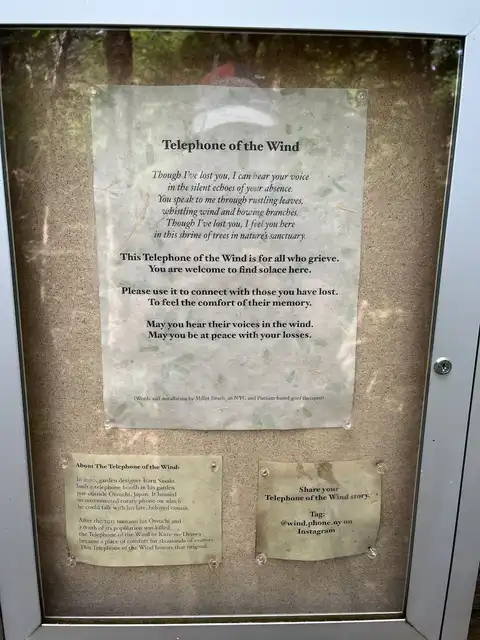 Telephone of the Wind
Though I've lost you, I can hear your voice
in the silent echoes of your absence.
You speak to me through rustling leaves,
whistling wind and bowing branches.
Though I've lost you, I feel you here
in this shrine of trees in nature's sanctuary.
This Telephone of the Wind is for all who grieve.
You are welcome to find solace here.
Please use it to connect with those you have lost.
To feel the comfort of their memory.
May you hear their voices in the wind.
May you be at peace with your losses.
(Words and installation by Millet Israeli, an NYC and Putnam-based grief therapist)
About The Telephone of the Wind:
In 2010, garden designer Itaru Sasaki
built a telephone booth in his garden
just outside Otsuchi, Japan. It housed
an unconnected rotary phone on which
he could talk with his late, beloved cousin.
After the 2011 tsunami hit Otsuchi and
a tenth of its population was killed,
the Telephone of the Wind or Kaze-no-Denwa
became a place of comfort for thousands of visitors.
This Telephone of the Wind honors that original.
Share your
Telephone of the Wind story.
Tag:
@wind.phone.ny on
Instagram